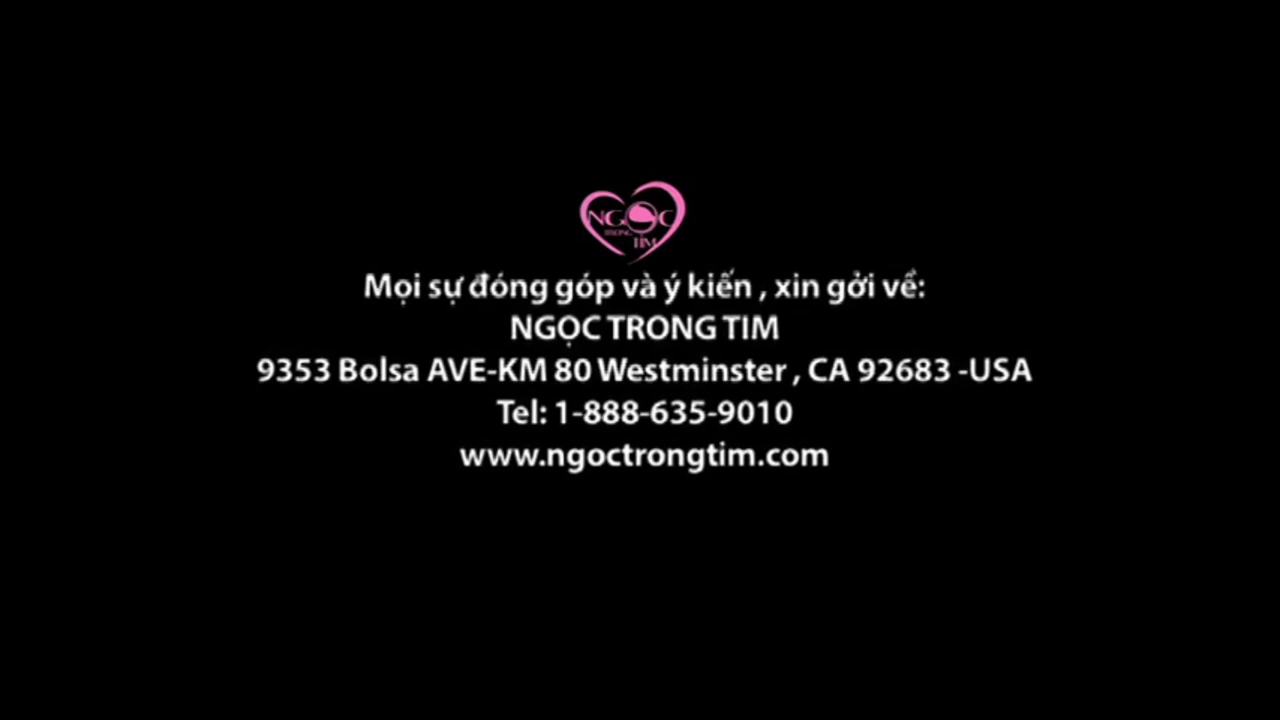 NGỌC
TRONG
TIM
Mọi sự đóng góp và ý kiến , xin gởi về:
NGỌC TRONG TIM
9353 Bolsa AVE-KM 80 Westminster , CA 92683 -USA
Tel: 1-888-635-9010
www.ngoctrongtim.com